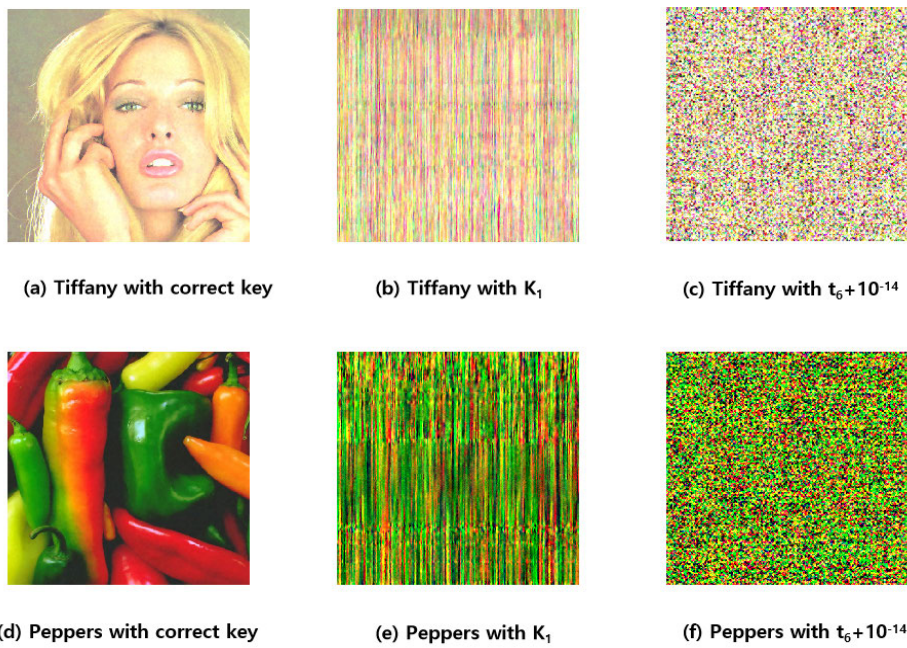 (a) Tiffany with correct key
(b) Tiffany with K₁
(c) Tiffany with t₆+10⁻¹⁴
(d) Peppers with correct key
(e) Peppers with K₁
(f) Peppers with t₆+10⁻¹⁴